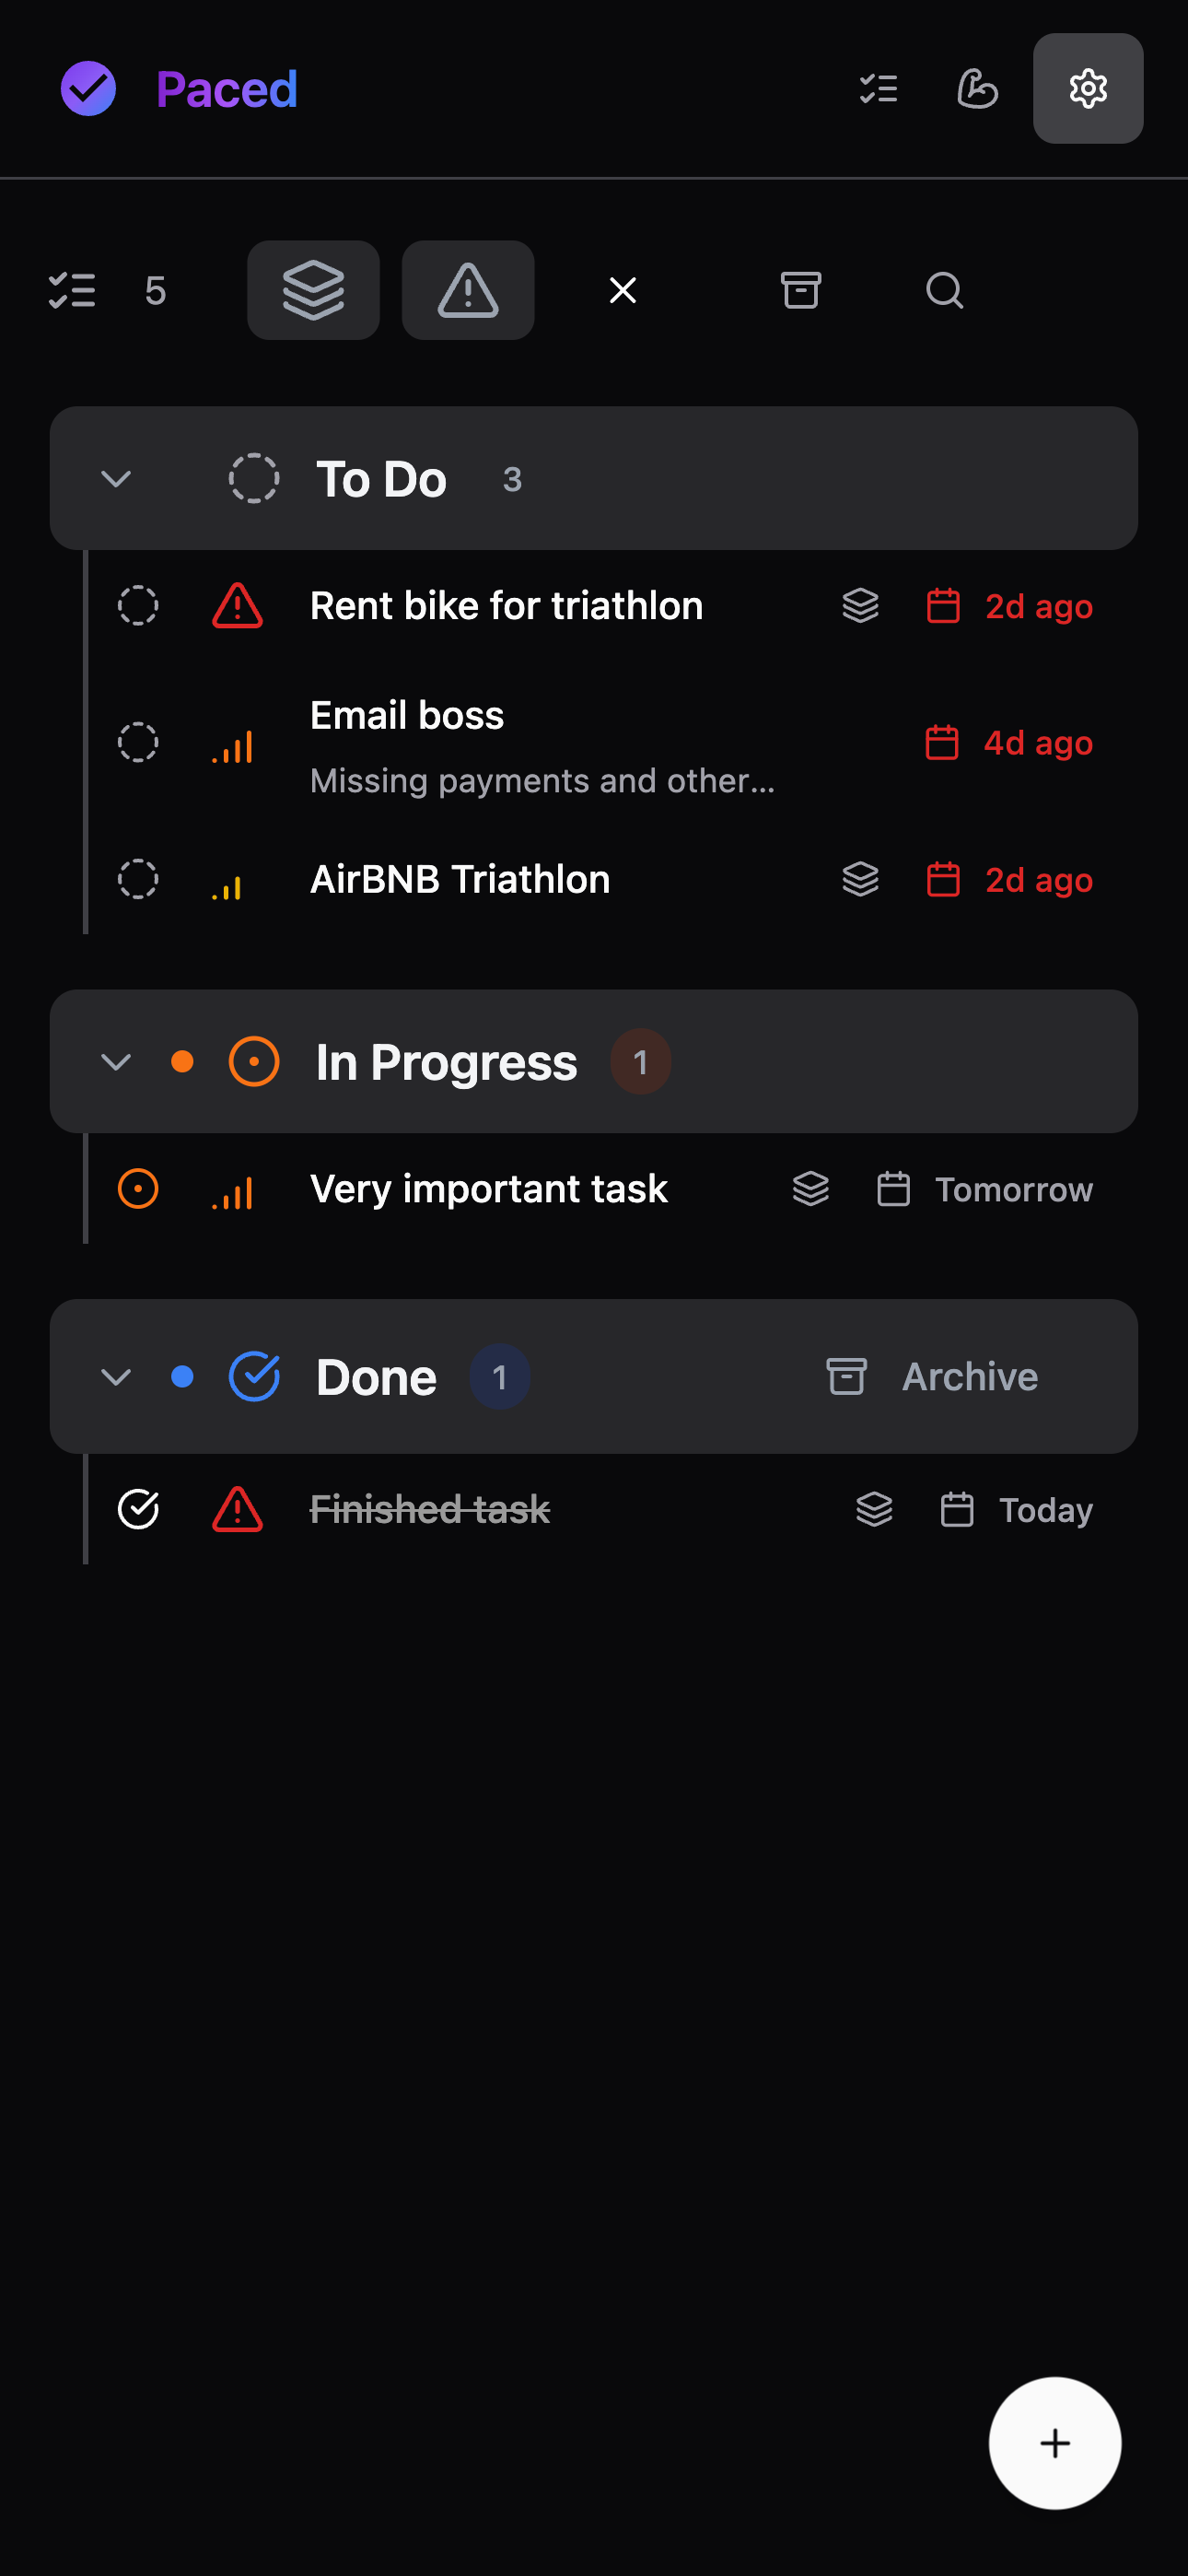 Paced
5
To Do 3
Rent bike for triathlon 2d ago
Email boss
Missing payments and other... 4d ago
AirBNB Triathlon 2d ago
In Progress 1
Very important task Tomorrow
Done 1 Archive
Finished task Today